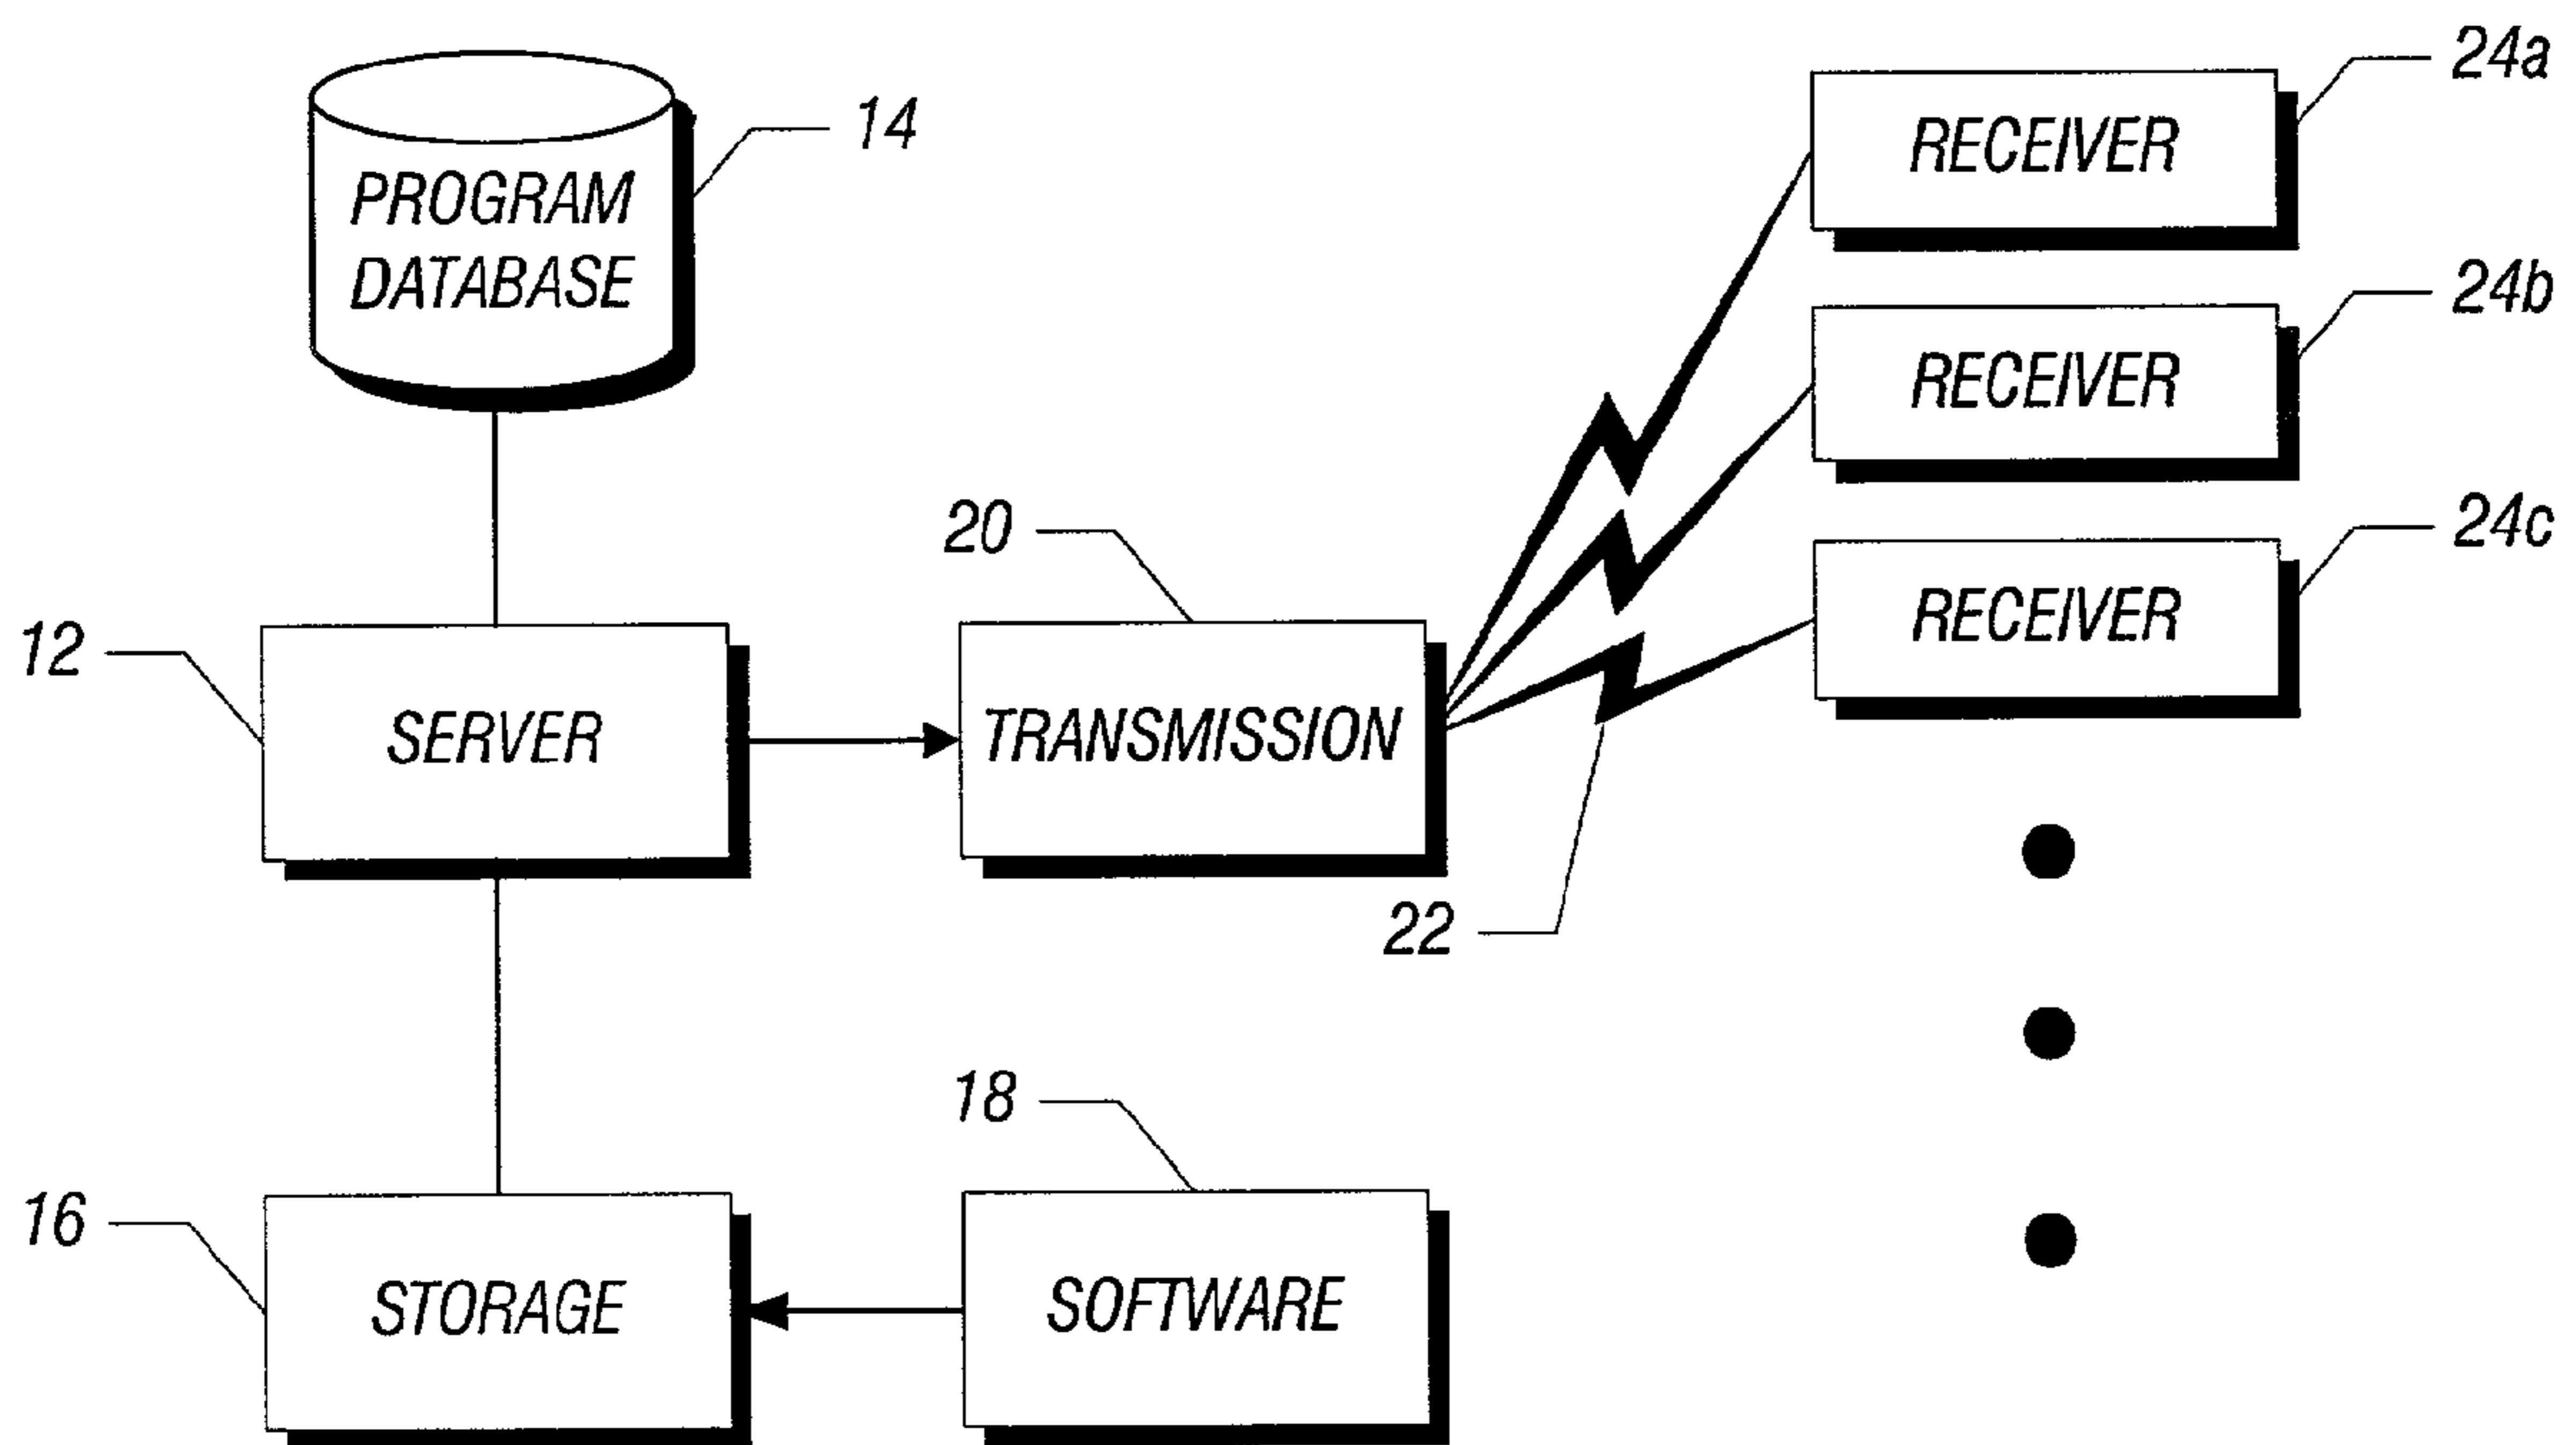 24a
RECEIVER
14
PROGRAM
DATABASE
24b
RECEIVER
20
24c
RECEIVER
12
SERVER
TRANSMISSION
22
18
16
STORAGE
SOFTWARE